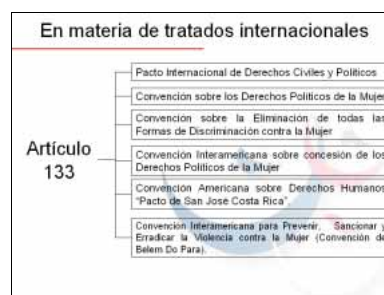 En materia de tratados internacionales
Artículo
133
Pacto Internacional de Derechos Civiles y Políticos
Convención sobre los Derechos Políticos de la Mujer
Convención sobre la Eliminación de todas las
Formas de Discriminación contra la Mujer
Convención Interamericana sobre concesión de los
Derechos Políticos de la Mujer
Convención Americana sobre Derechos Humanos
“Pacto de San José Costa Rica”.
Convención Interamericana para Prevenir, Sancionar y
Erradicar la Violencia contra la Mujer (Convención de
Belem Do Para).